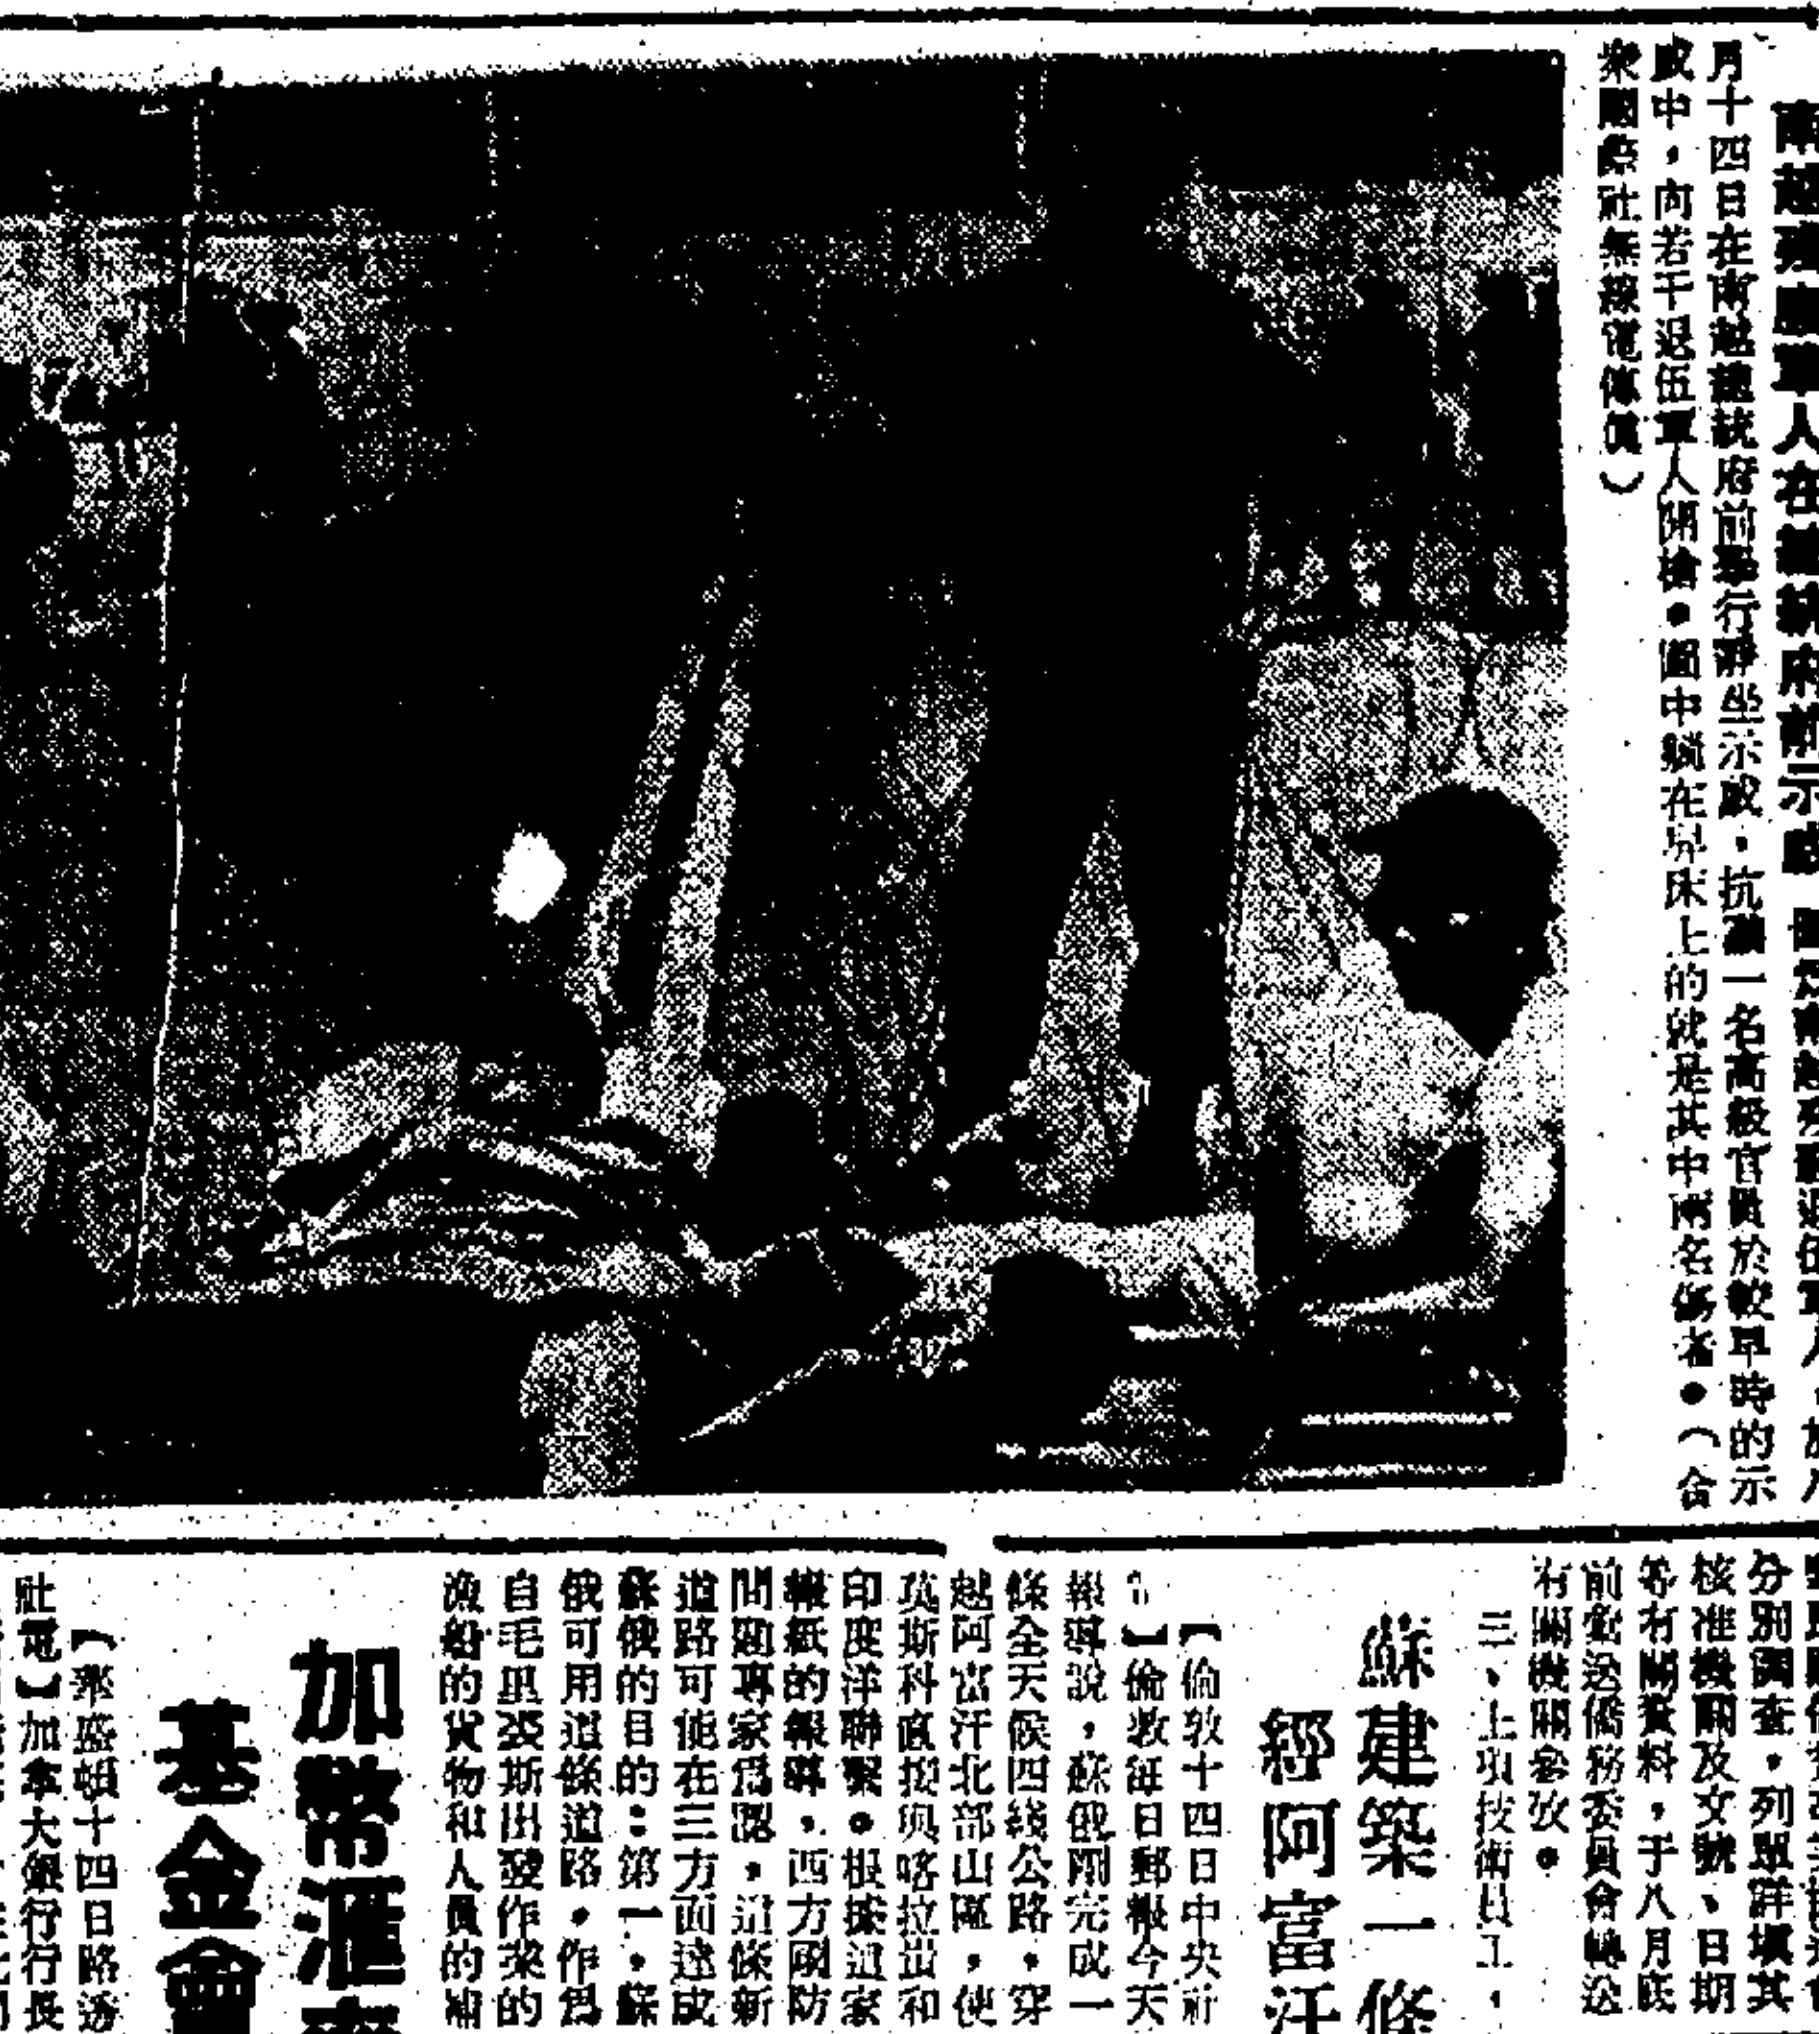 南越殘廢軍人在總統府前示威
月十四日在南越總統府前舉行靜坐示威,抗議一名高級官員於較早時的示
威中,向若干退伍軍人開槍。圖中躺在舁床上的就是其中兩名傷者。(合
衆國際社無線電傳真)
分別調查,列單詳填其
核准機關及文號、日期
等有關資料,于八月底
前彙送僑務委員會轉送
有關機關參攷。
三、上項技術員工,
蘇建築一條
經阿富汗
【倫敦十四日中央社
】倫敦每日郵報今天
報導說,蘇俄剛完成一
條全天候四綫公路,穿
越阿富汗北部山區,使
莫斯科直接與喀拉蚩和
印度洋聯繫。根據這家
報紙的報導,西方國防
問題專家爲認,這條新
道路可能在三方面達成
蘇俄的目的:第一,蘇
俄可用這條道路,作爲
自毛里裘斯出發作業的
漁船的貨物和人員的補
加幣滙率
基金會
【華盛頓十四日路透
社電】加拿大銀行行長